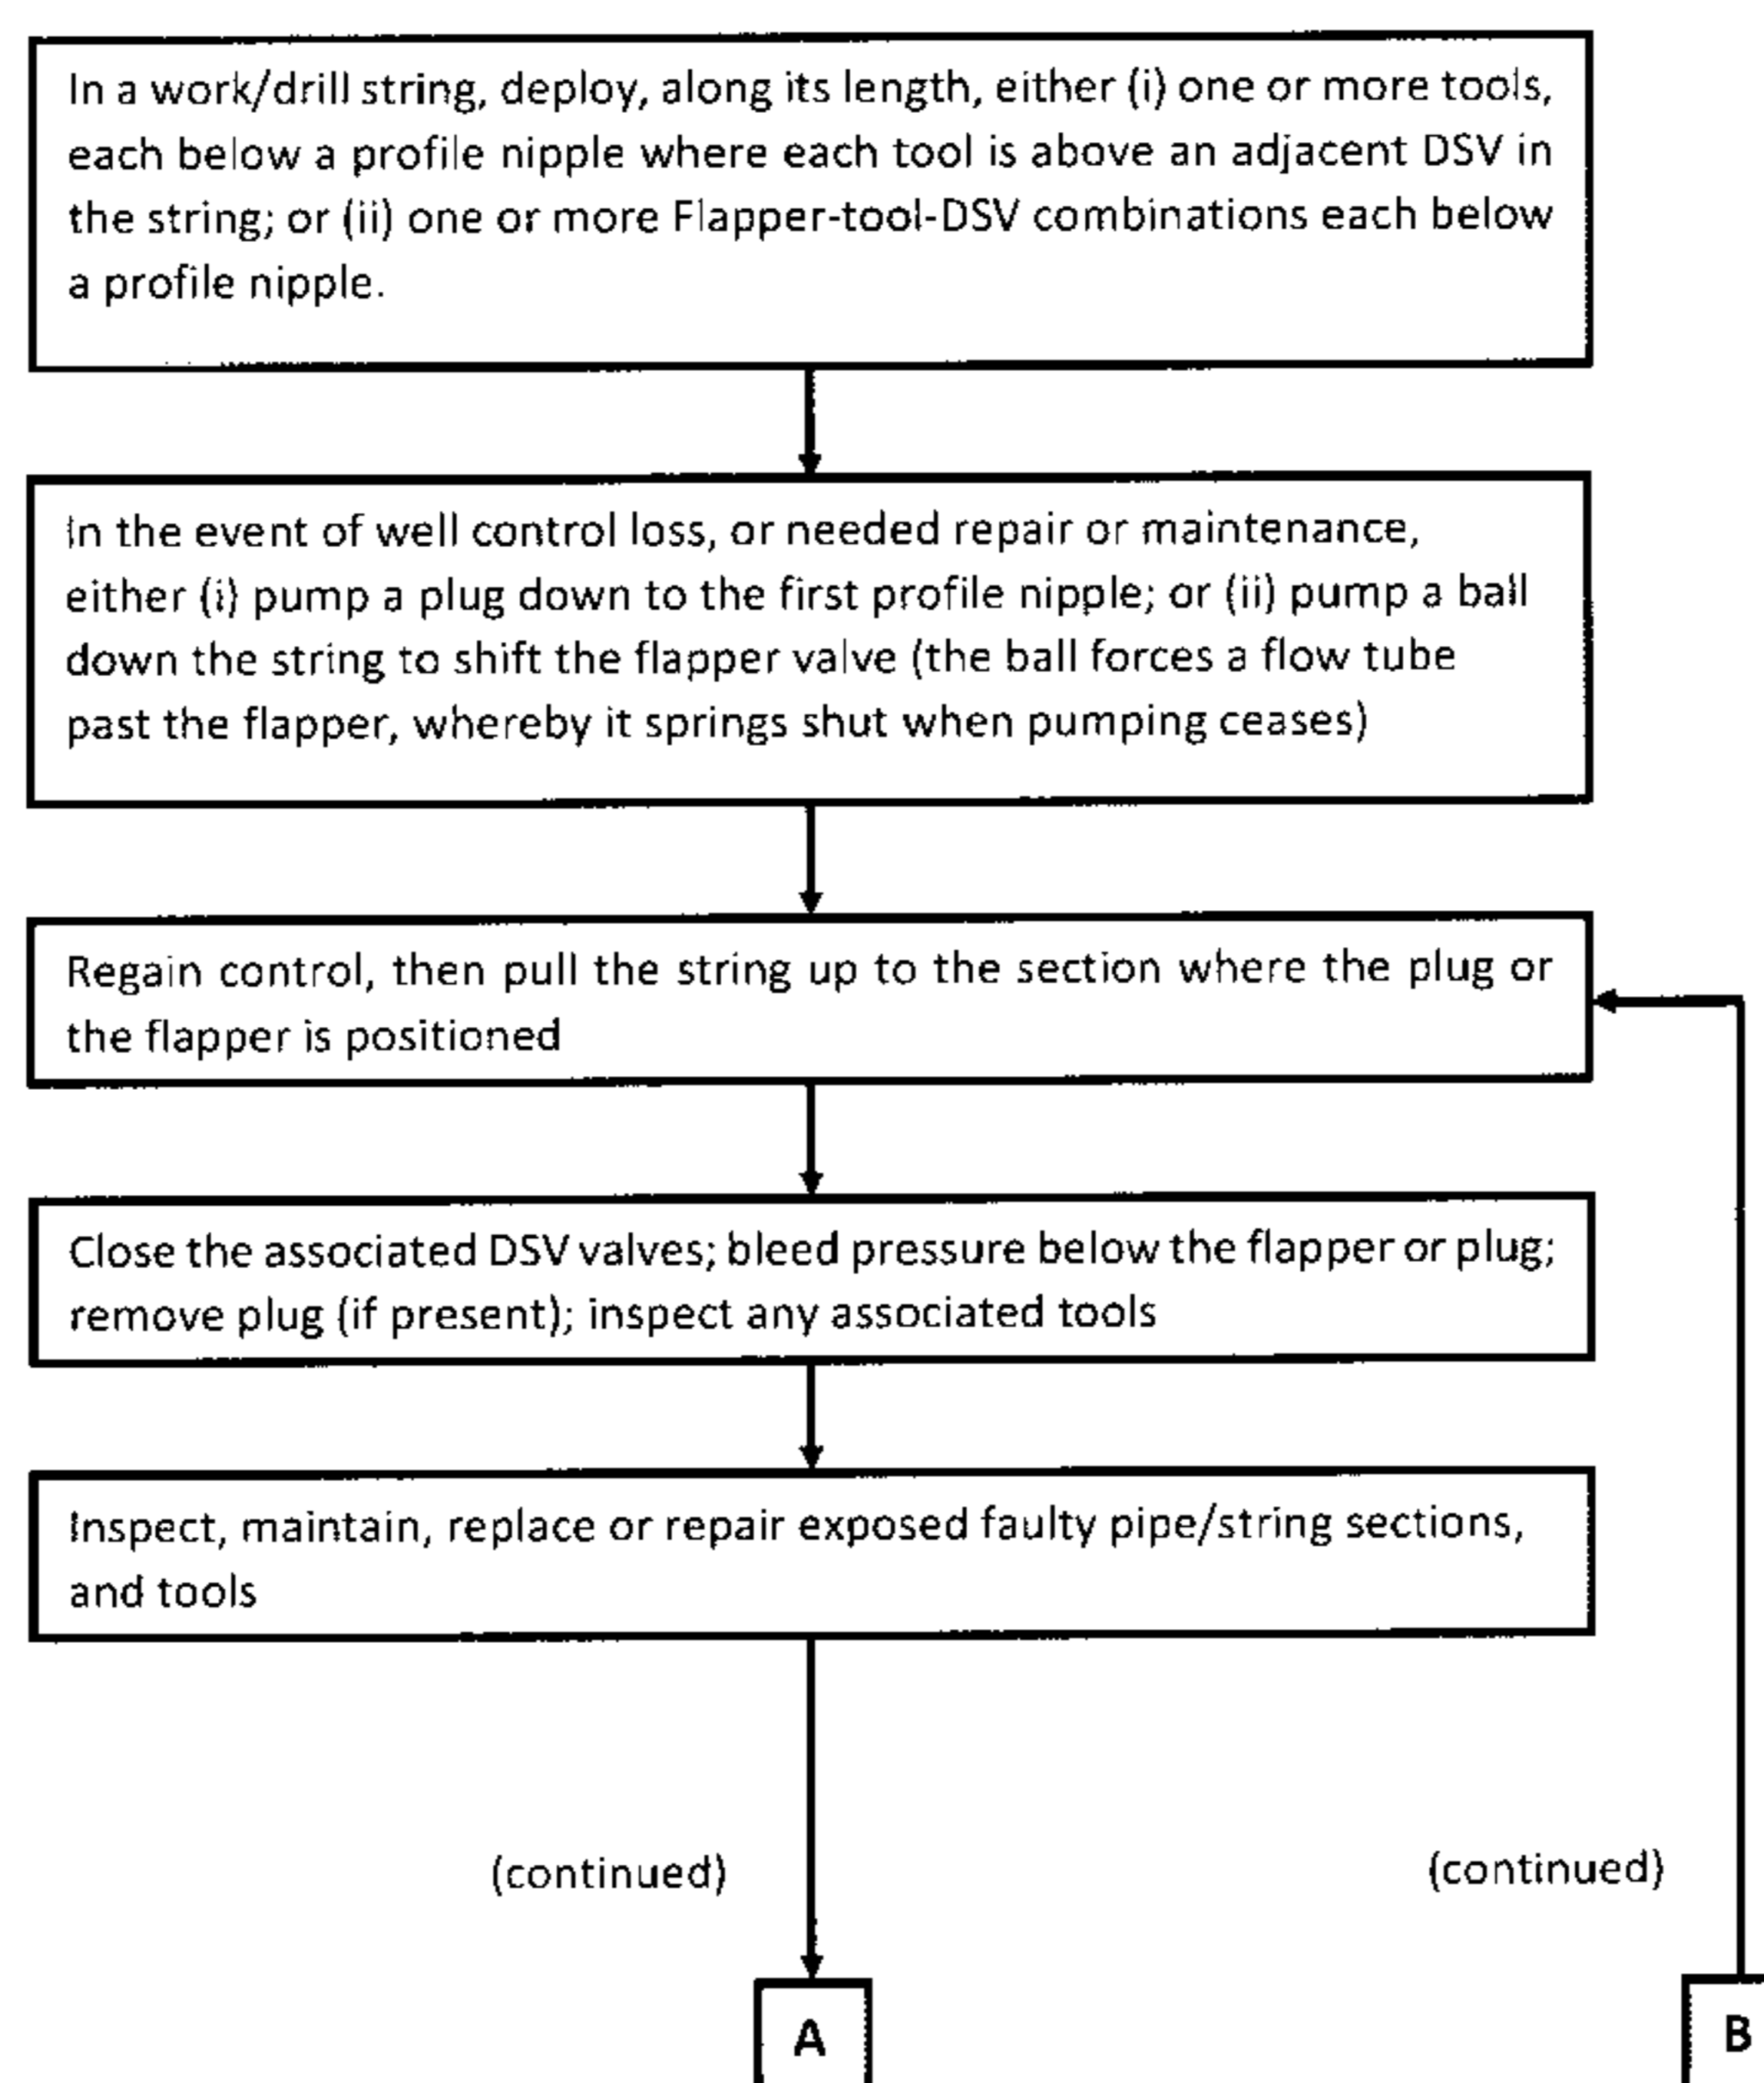 In a work/drill string, deploy, along its length, either (i) one or more tools,
each below a profile nipple where each tool is above an adjacent DSV in
the string; or (ii) one or more Flapper-tool-DSV combinations each below
a profile nipple.
In the event of well control loss, or needed repair or maintenance,
either (i) pump a plug down to the first profile nipple; or (ii) pump a ball
down the string to shift the flapper valve (the ball forces a flow tube
past the flapper, whereby it springs shut when pumping ceases)
Regain control, then pull the string up to the section where the plug or
the flapper is positioned
Close the associated DSV valves; bleed pressure below the flapper or plug;
remove plug (if present); inspect any associated tools
Inspect, maintain, replace or repair exposed faulty pipe/string sections,
and tools
(continued)
(continued)
A
B